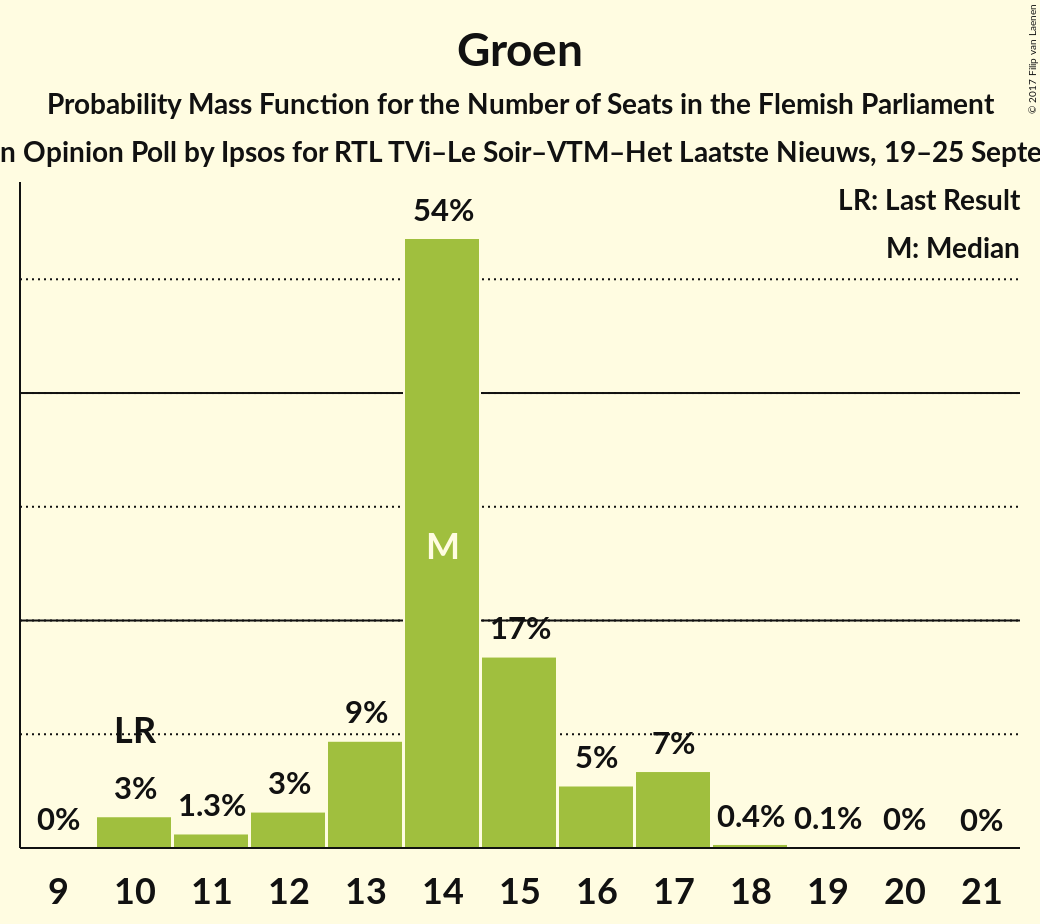 Groen
Probability Mass Function for the Number of Seats in the Flemish Parliament
n Opinion Poll by Ipsos for RTL TVi–Le Soir–VTM–Het Laatste Nieuws, 19–25 Septe
© 2017 Filip van Laenen
LR: Last Result
M: Median
54%
M
17%
LR
9%
3%
1.3%
3%
5%
7%
0%
0.4%
0.1%
0%
0%
9 10 11 12 13 14 15 16 17 18 19 20 21